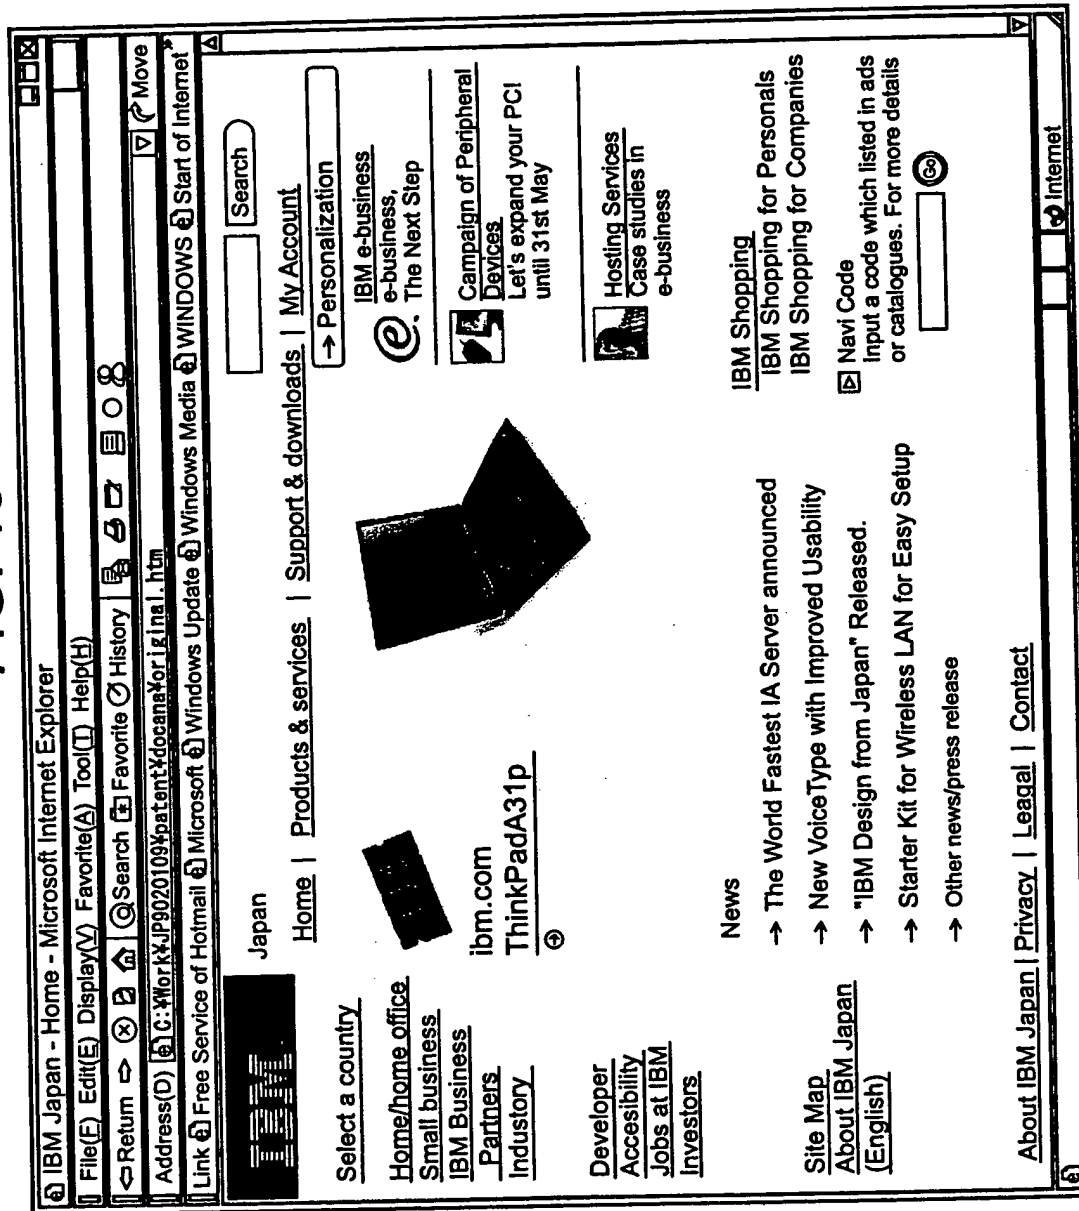 IBM Japan - Home - Microsoft Internet Explorer
File(F) Edit(E) Display(V) Favorite(A) Tool(T) Help(H)
Return Search Favorite History
Address(D) C:¥Work¥JP9020109¥patent¥docana¥original.htm Move
Link Free Service of Hotmail Microsoft Windows Update Windows Media WINDOWS Start of Internet »
IBM
Japan
Search
Home | Products & services | Support & downloads | My Account
Select a country
Home/home office
Small business
IBM Business
Partners
Industory
Developer
Accesibility
Jobs at IBM
Investors
Site Map
About IBM Japan
(English)
ibm.com
ThinkPadA31p
→ Personalization
IBM e-business
e-business,
The Next Step
Campaign of Peripheral
Devices
Let's expand your PC!
until 31st May
Hosting Services
Case studies in
e-business
News
→ The World Fastest IA Server announced
→ New VoiceType with Improved Usability
→ "IBM Design from Japan" Released.
→ Starter Kit for Wireless LAN for Easy Setup
→ Other news/press release
IBM Shopping
IBM Shopping for Personals
IBM Shopping for Companies
Navi Code
Input a code which listed in ads
or catalogues. For more details
Go
About IBM Japan | Privacy | Leagal | Contact
Internet